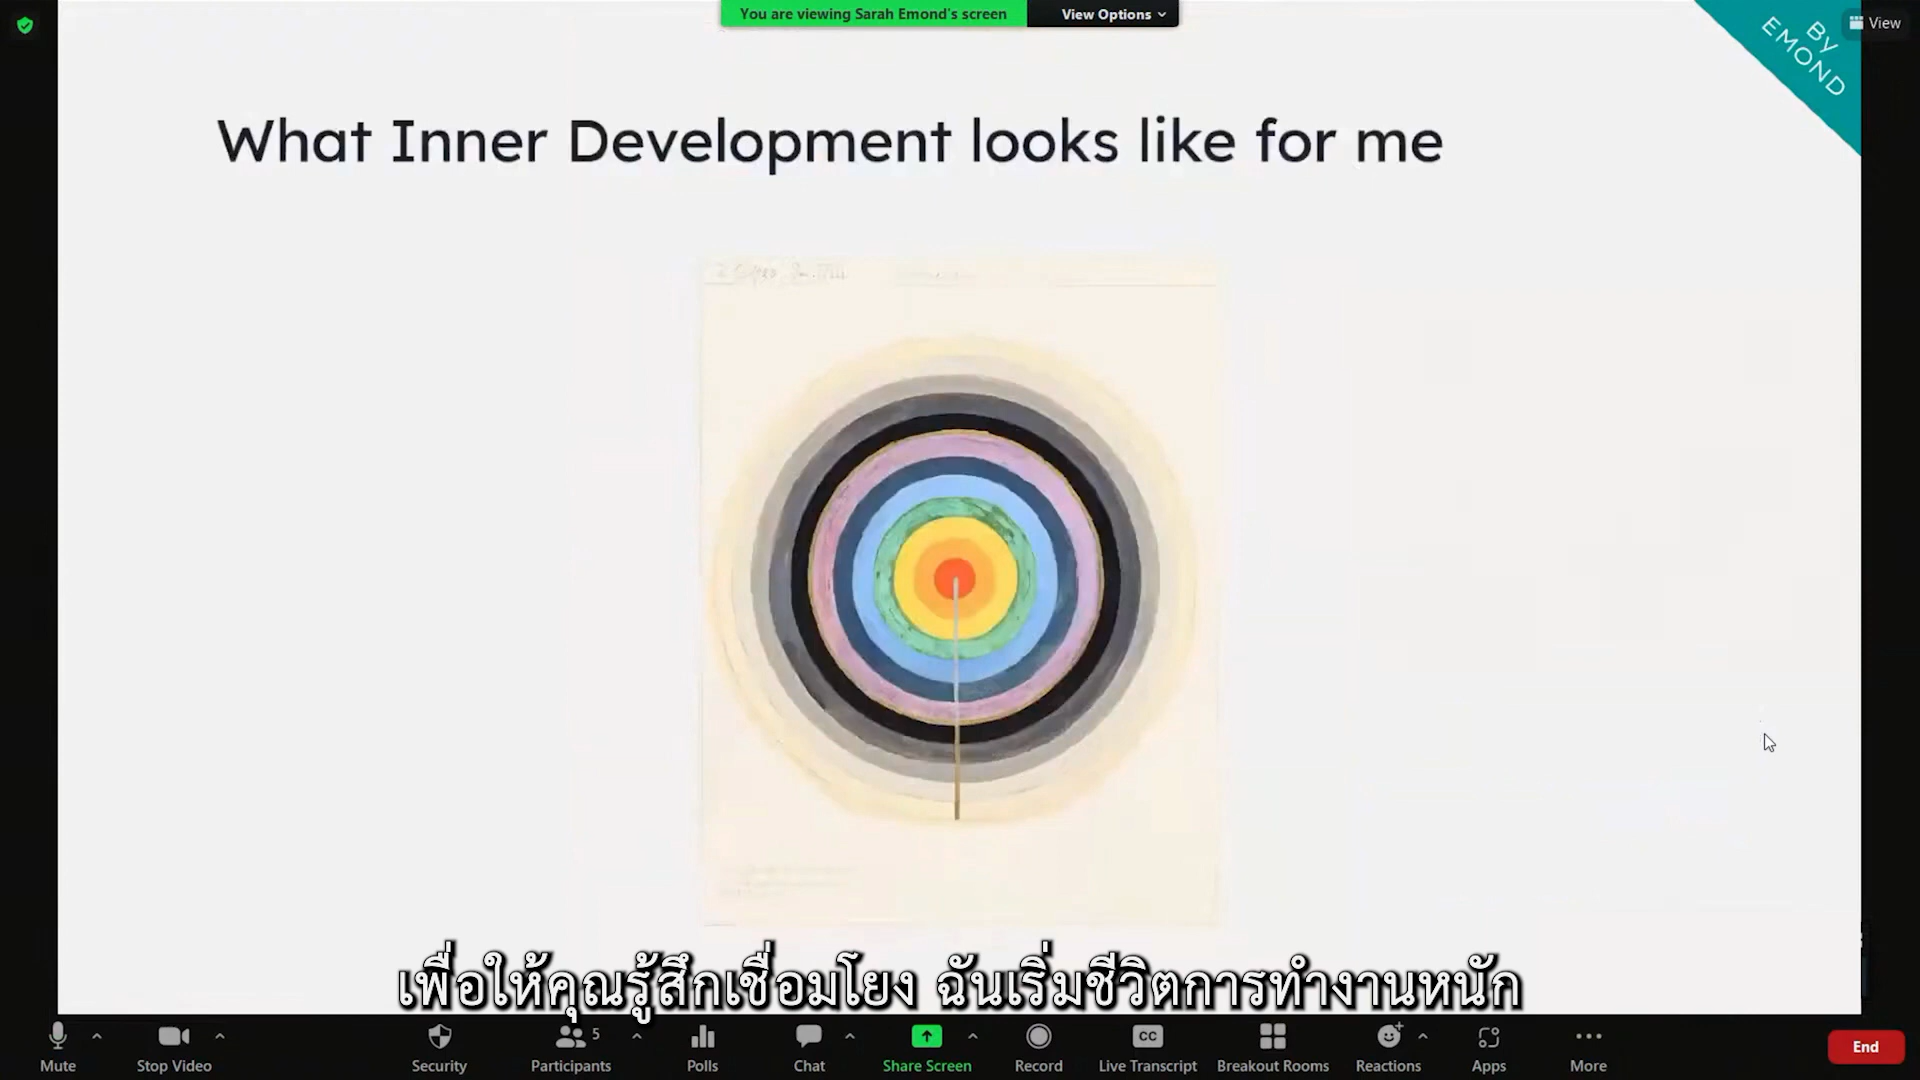 You are viewing Sarah Emond's screen
View Options
View
By
EMOND
What Inner Development looks like for me
เพื่อให้คุณรู้สึกเชื่อมโยง ฉันเริ่มชีวิตการทำงานหนัก
Mute
Stop Video
Security
5
Participants
Polls
Chat
Share Screen
Record
CC
Live Transcript
Breakout Rooms
Reactions
Apps
More
End